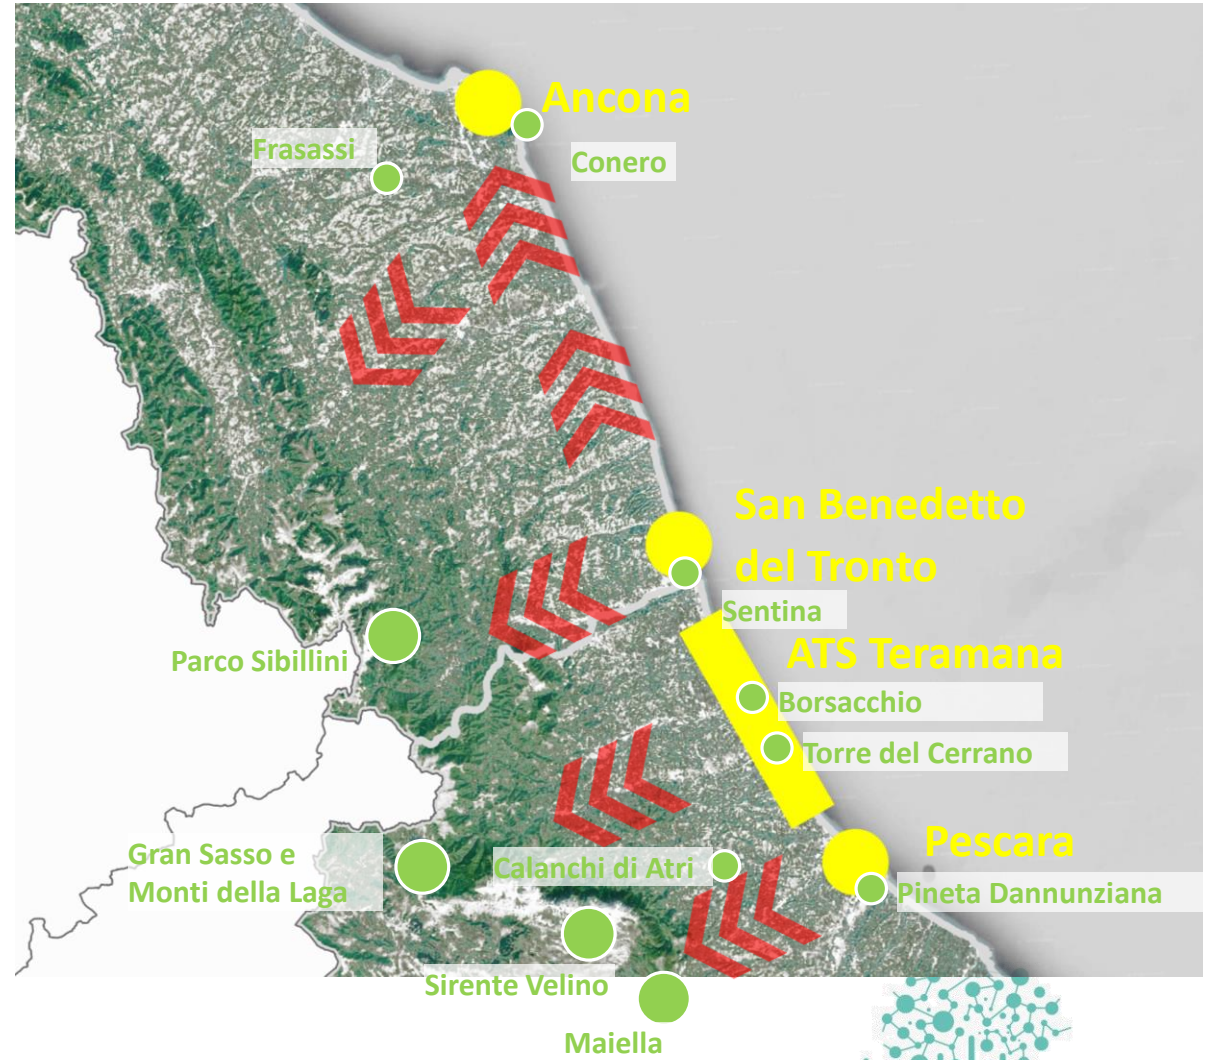 Ancona
Frasassi
Conero
San Benedetto
del Tronto
Sentina
Parco Sibillini
ATS Teramana
Borsacchio
Torre del Cerrano
Pescara
Gran Sasso e
Monti della Laga
Calanchi di Atri
Pineta Dannunziana
Sirente Velino
Maiella